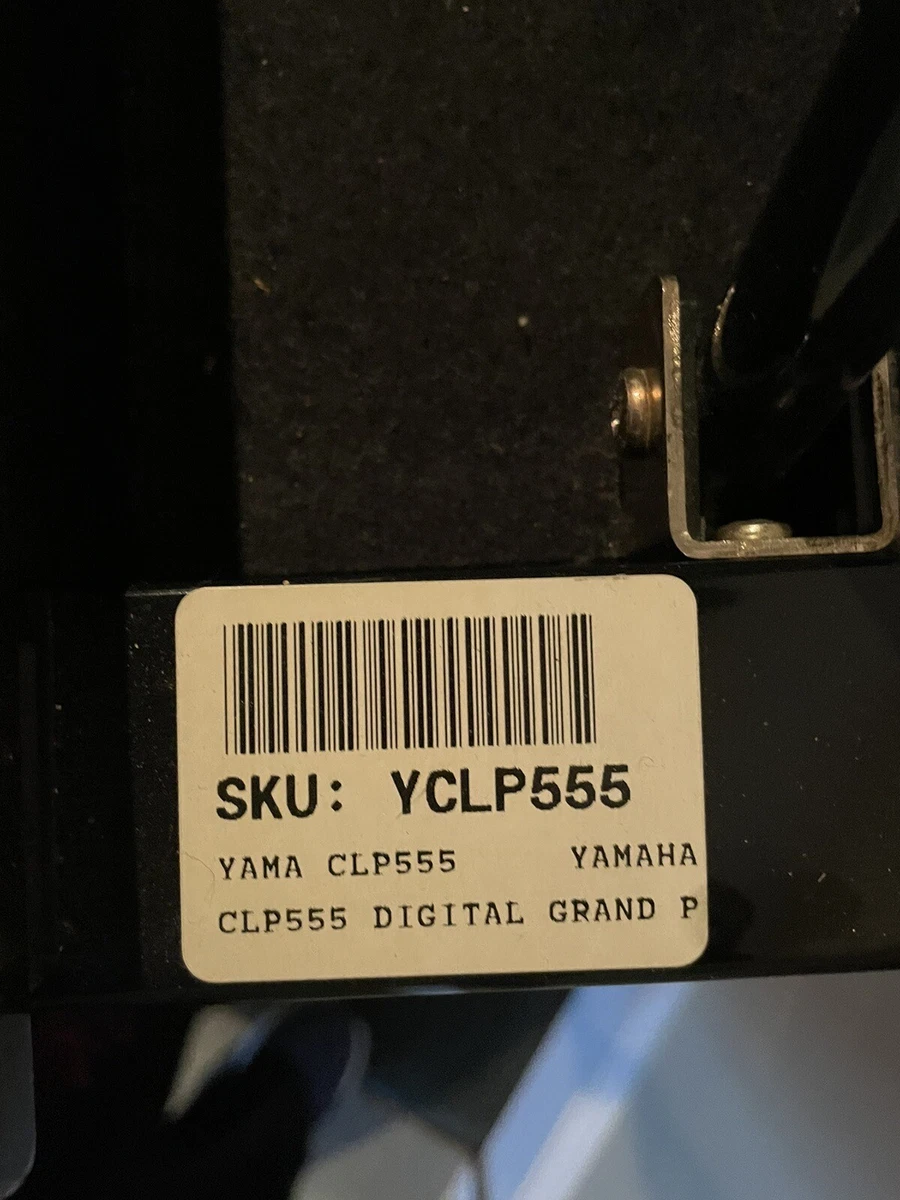 SKU: YCLP555
YAMA CLP555 YAMAHA
CLP555 DIGITAL GRAND P